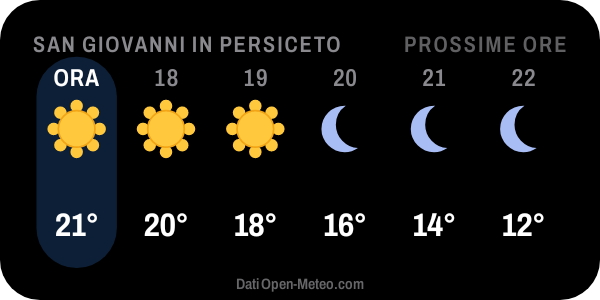 SAN GIOVANNI IN PERSICETO PROSSIME ORE
ORA 18 19 20 21 22
21° 20° 18° 16° 14° 12°
Dati Open-Meteo.com